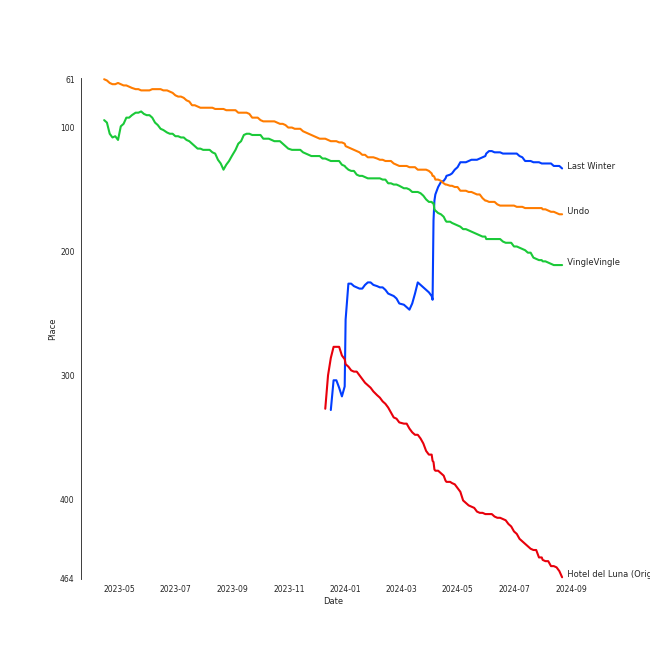 61
100
200
300
400
464
Place
2023-05
2023-07
2023-09
2023-11
2024-01
2024-03
2024-05
2024-07
2024-09
Date
Last Winter
Undo
VingleVingle
Hotel del Luna (Orig